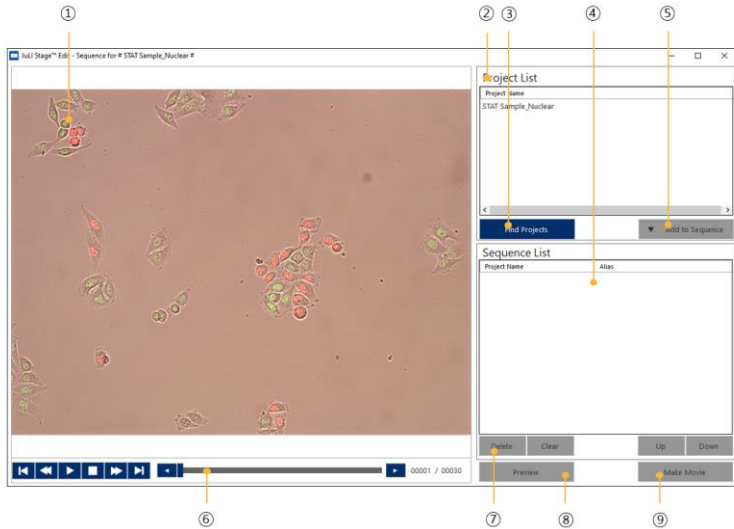 ① ② ③ ④ ⑤
JuLI Stage™ Edit - Sequence for # STAT Sample_Nuclear #
Project List
Project Name
STAT Sample_Nuclear
Find Projects ▼ Add to Sequence
Sequence List
Project Name Alias
Delete Clear Up Down
00001 / 00030 Preview Make Movie
⑥ ⑦ ⑧ ⑨